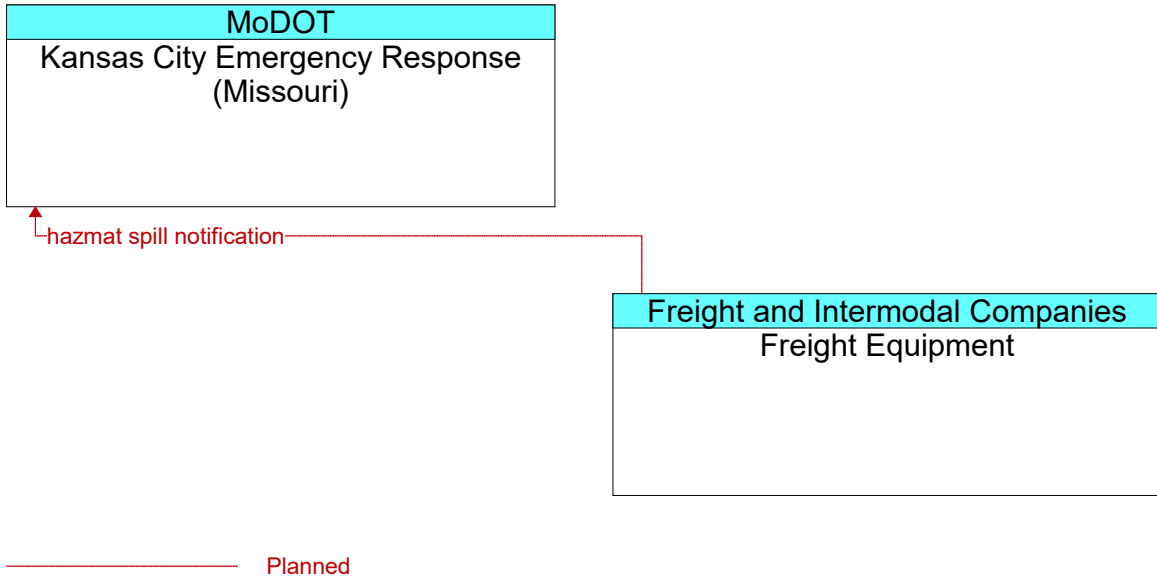 MoDOT
Kansas City Emergency Response
(Missouri)
hazmat spill notification
Freight and Intermodal Companies
Freight Equipment
Planned